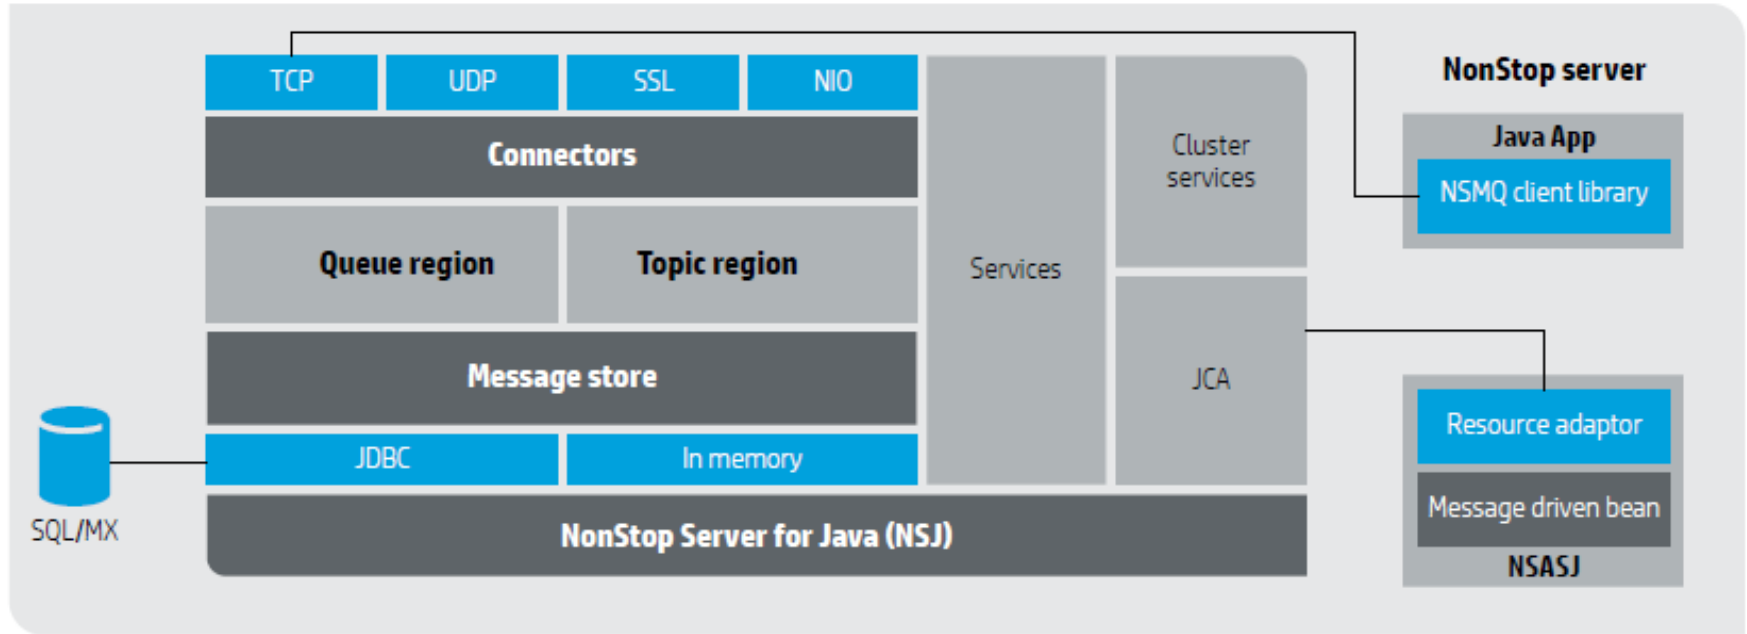 TCP
UDP
SSL
NIO
Connectors
Queue region
Topic region
Message store
JDBC
In memory
Services
Cluster
services
JCA
NonStop Server for Java (NSJ)
SQL/MX
NonStop server
Java App
NSMQ client library
Resource adaptor
Message driven bean
NSASJ